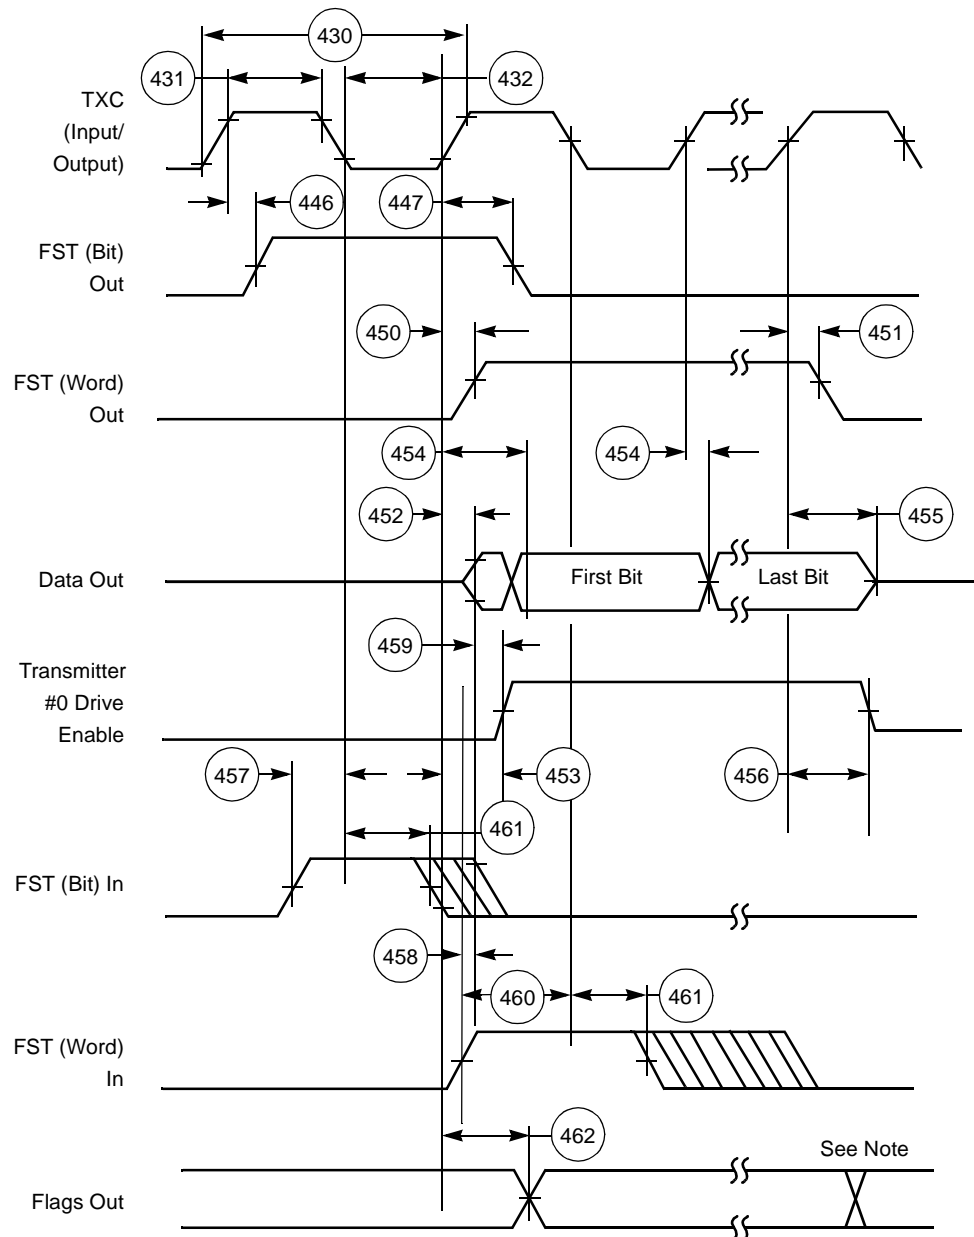 430
431
432
TXC
(Input/
Output)
446
447
FST (Bit)
Out
450
451
FST (Word)
Out
454
454
452
455
Data Out
First Bit
Last Bit
459
Transmitter
#0 Drive
Enable
457
453
456
461
FST (Bit) In
458
460
461
FST (Word)
In
462
See Note
Flags Out